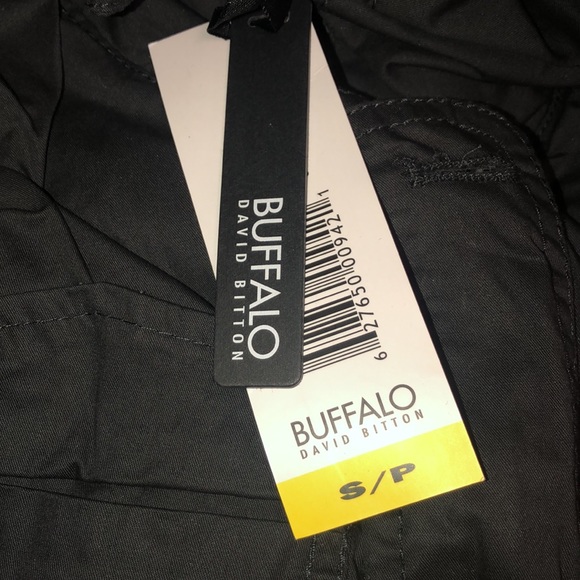 BUFFALO
DAVID BITTON
6 27650 00942 1
BUFFALO
DAVID BITTON
S/P